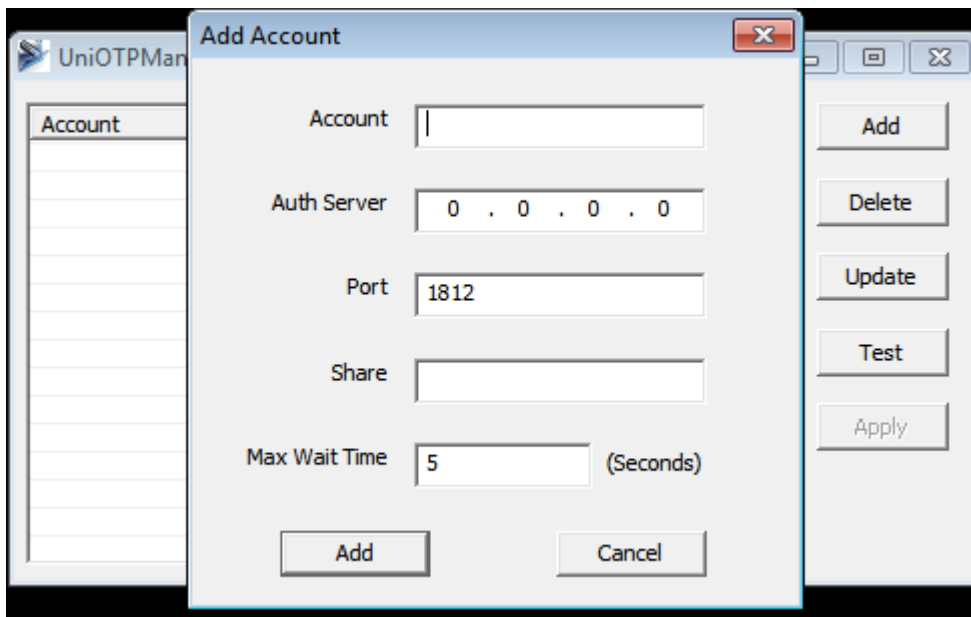 Add Account
UniOTPMan
Account
Account
Add
Auth Server
0 . 0 . 0 . 0
Delete
Port
1812
Update
Share
Test
Max Wait Time
5
(Seconds)
Apply
Add
Cancel